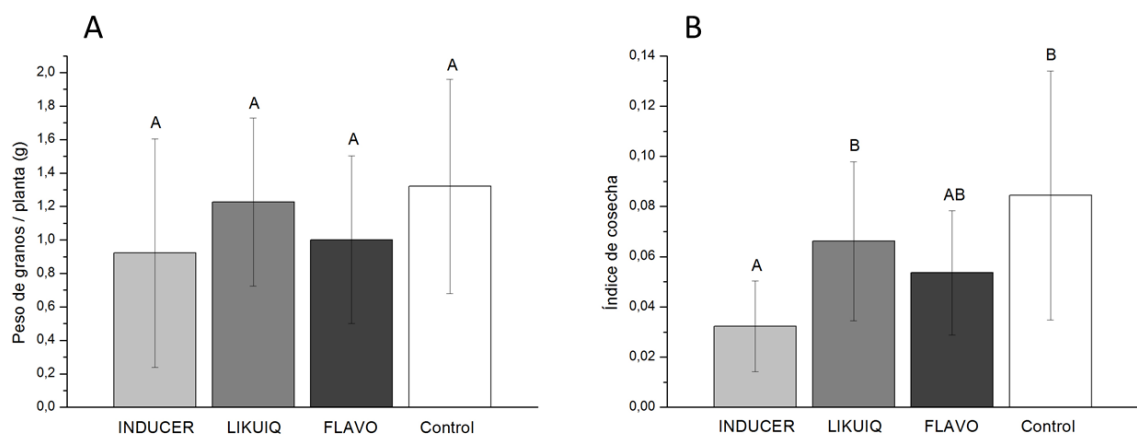 A
Peso de granos / planta (g)
2,0
1,8
1,6
1,4
1,2
1,0
0,8
0,6
0,4
0,2
0,0
A
A
A
A
INDUCER LIKUIQ FLAVO Control
B
Índice de cosecha
0,14
0,12
0,10
0,08
0,06
0,04
0,02
0,00
A
B
AB
B
INDUCER LIKUIQ FLAVO Control